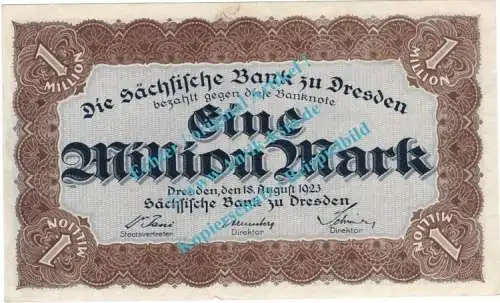 1 MILLION
1 MILLION
Die Sächsische Bank zu Dresden
bezahlt gegen diese Banknote
Eine
Million Mark
Dresden, den 18. August 1923
Sächsische Bank zu Dresden
Staatsvertreter. Direktor Direktor
1 MILLION
1 MILLION